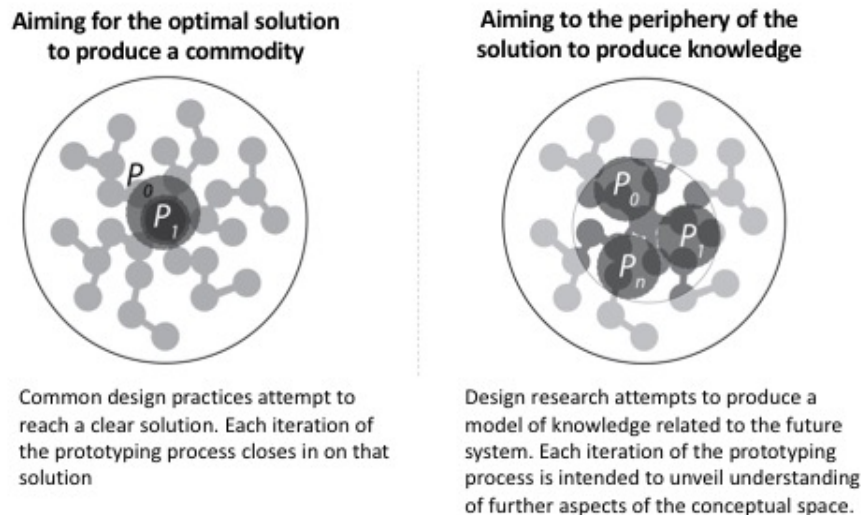 Aiming for the optimal solution
to produce a commodity
P0
P1
Common design practices attempt to
reach a clear solution. Each iteration of
the prototyping process closes in on that
solution
Aiming to the periphery of the
solution to produce knowledge
P0
P1
Pn
Design research attempts to produce a
model of knowledge related to the future
system. Each iteration of the prototyping
process is intended to unveil understanding
of further aspects of the conceptual space.